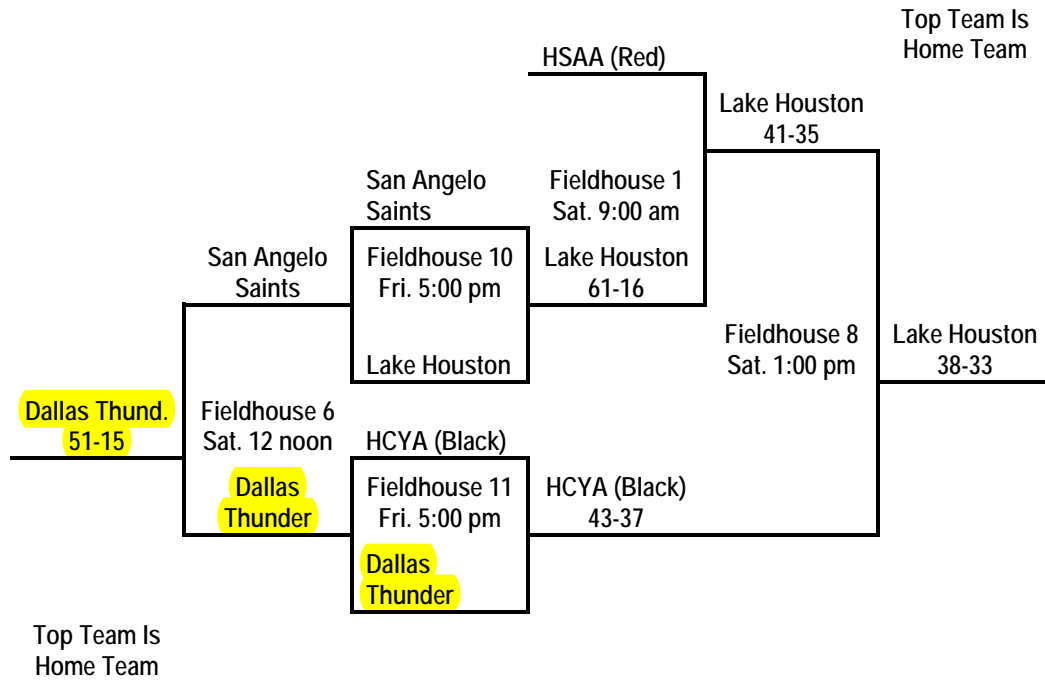 Top Team Is
Home Team
HSAA (Red)
Lake Houston
41-35
San Angelo
Saints
Fieldhouse 1
Sat. 9:00 am
San Angelo
Saints
Fieldhouse 10
Fri. 5:00 pm
Lake Houston
61-16
Lake Houston
Fieldhouse 8
Sat. 1:00 pm
Lake Houston
38-33
Dallas Thund.
51-15
Fieldhouse 6
Sat. 12 noon
HCYA (Black)
Dallas
Thunder
Fieldhouse 11
Fri. 5:00 pm
HCYA (Black)
43-37
Dallas
Thunder
Top Team Is
Home Team